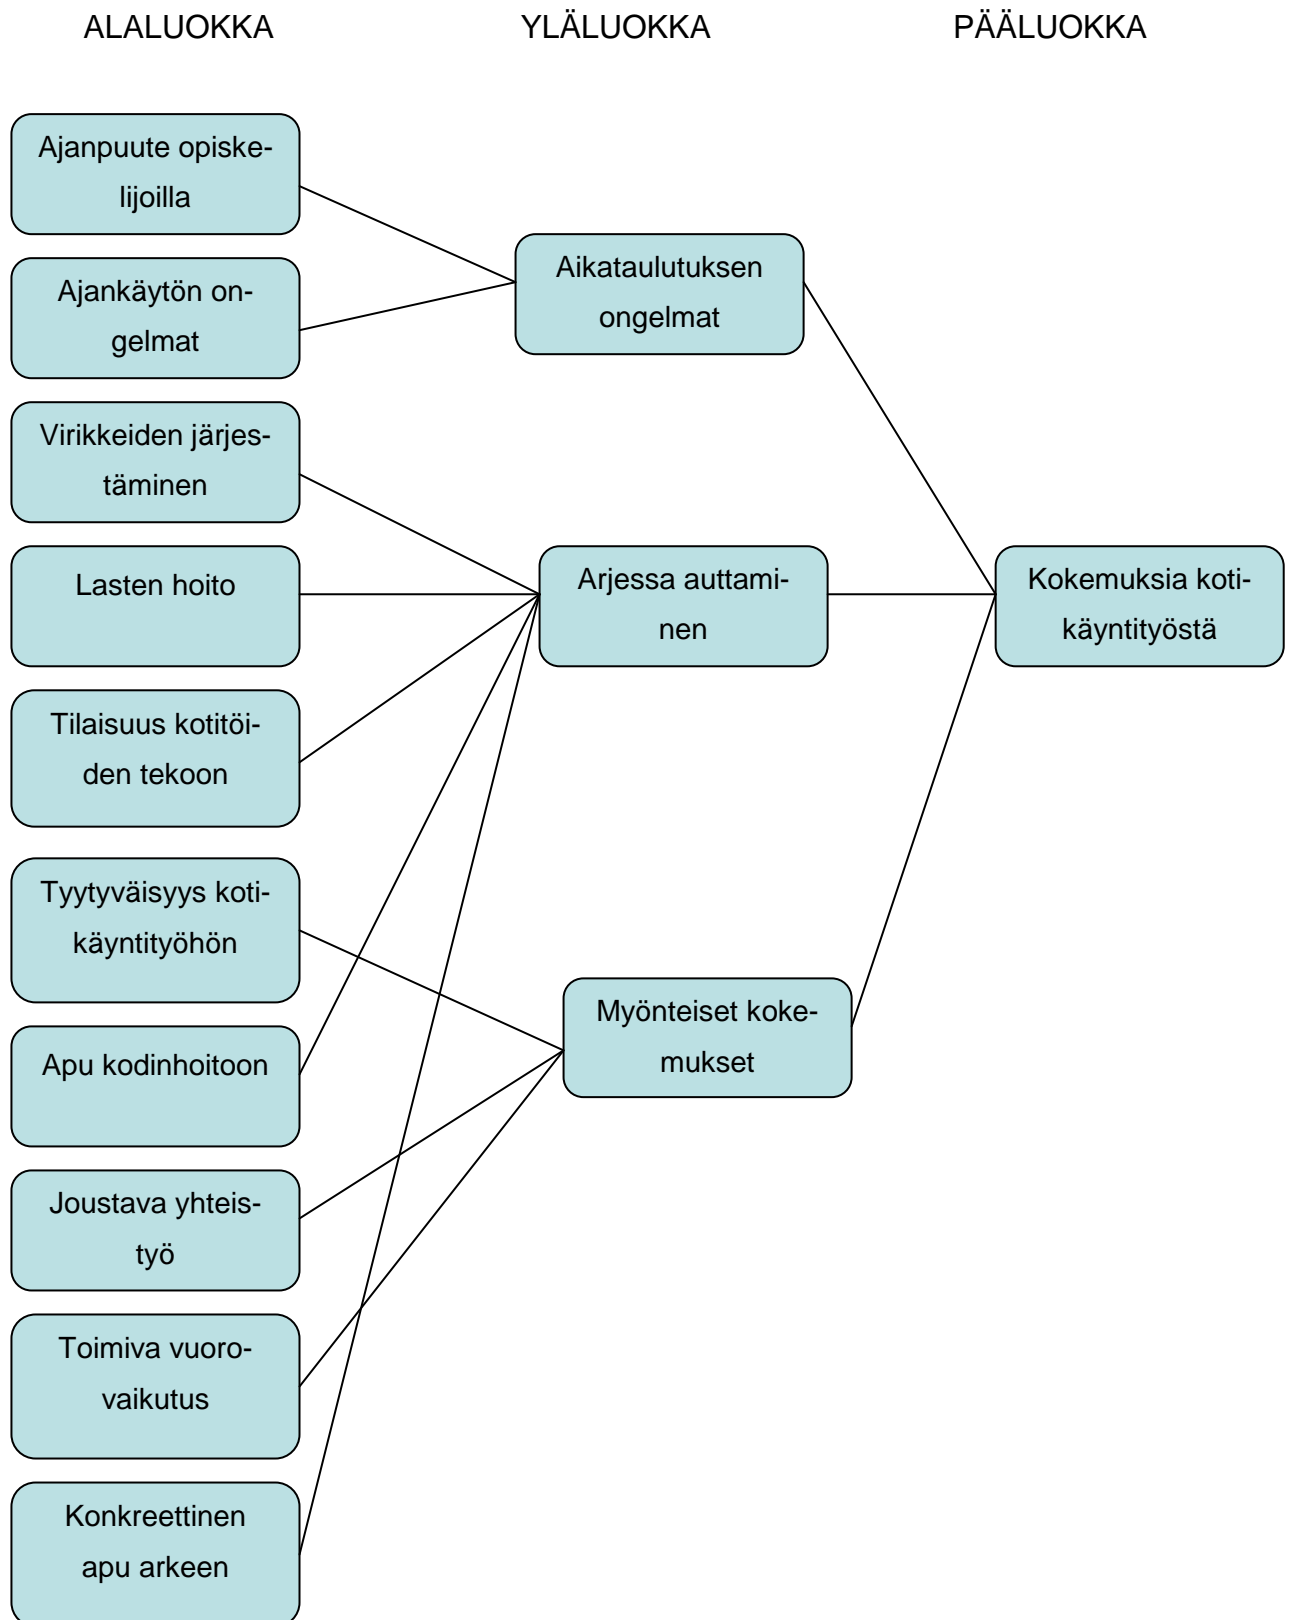 ALALUOKKA YLÄLUOKKA PÄÄLUOKKA
Ajanpuute opiske-
lijoilla
Ajankäytön on-
gelmat
Virikkeiden järjes-
täminen
Lasten hoito
Tilaisuus kotitöi-
den tekoon
Tyytyväisyys koti-
käyntityöhön
Apu kodinhoitoon
Joustava yhteis-
työ
Toimiva vuoro-
vaikutus
Konkreettinen
apu arkeen
Aikataulutuksen
ongelmat
Arjessa auttami-
nen
Myönteiset koke-
mukset
Kokemuksia koti-
käyntityöstä